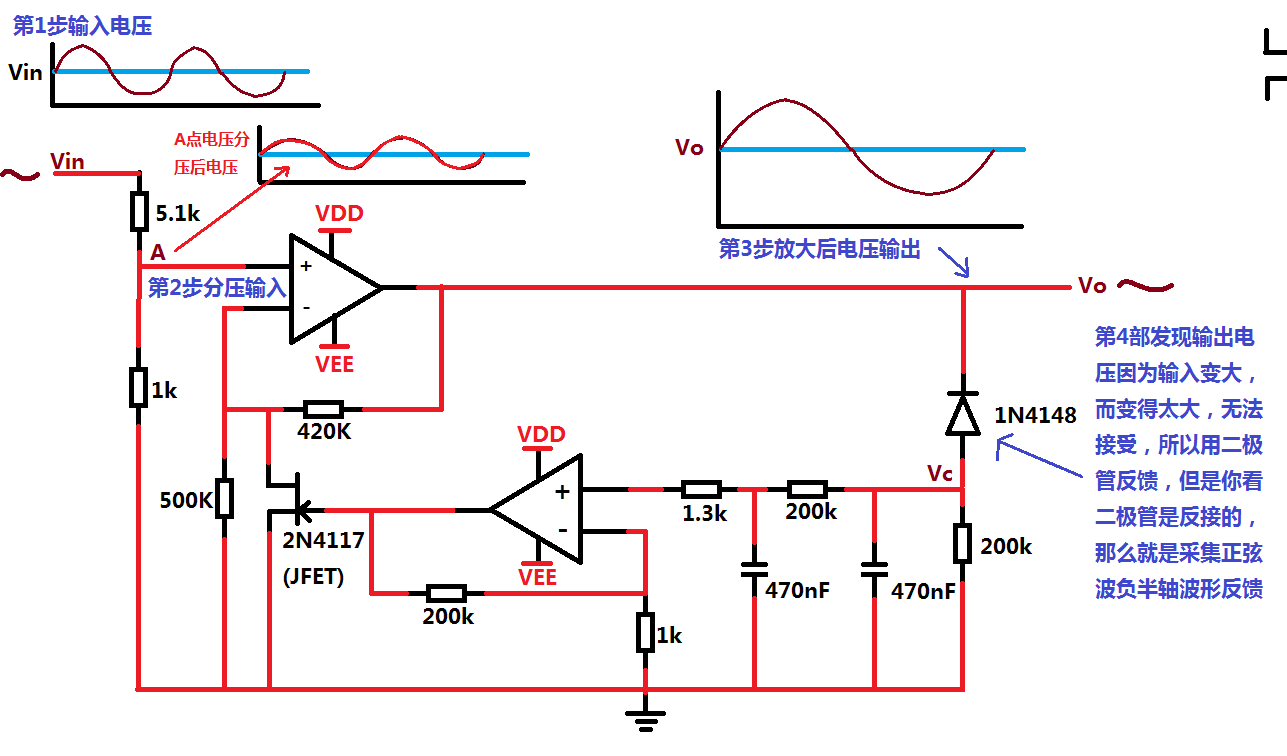 第1步输入电压
Vin
A点电压分
压后电压
Vin
5.1k
A
VDD
+
第2步分压输入
-
VEE
1k
420K
500K
Vo
第3步放大后电压输出
Vo
第4部发现输出电
压因为输入变大，
而变得太大，无法
接受，所以用二极
管反馈，但是你看
二极管是反接的，
那么就是采集正弦
波负半轴波形反馈
1N4148
Vc
VDD
+
-
VEE
1.3k
200k
200k
2N4117
(JFET)
470nF
470nF
200k
1k